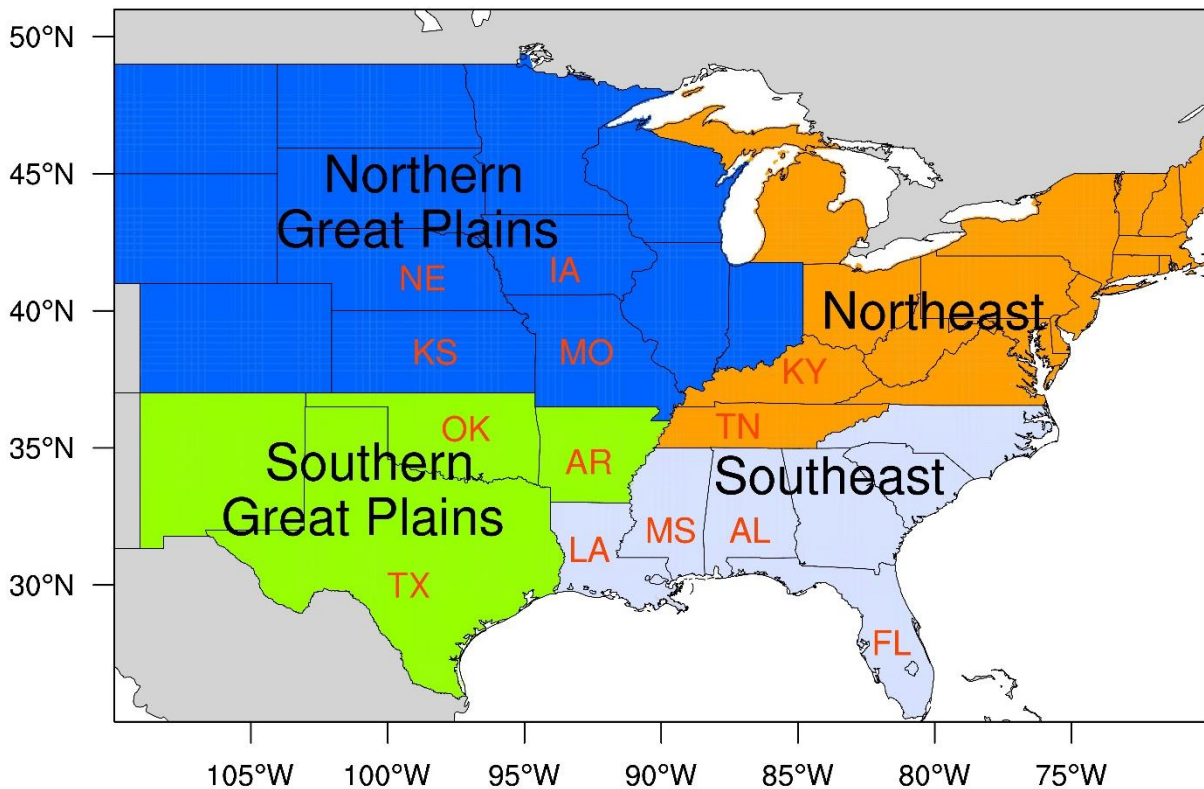 50°N
45°N
40°N
35°N
30°N
Northern
Great Plains
NE
IA
KS
MO
Northeast
KY
TN
OK
AR
Southern
Great Plains
TX
Southeast
LA
MS
AL
FL
105°W
100°W
95°W
90°W
85°W
80°W
75°W